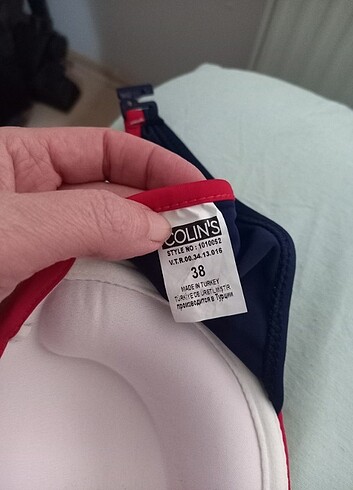 COLIN'S
STYLE NO : 1010052
V.T.R.00.34.13.016
38
MADE IN TURKEY
TÜRKİYE'DE ÜRETİLMİŞTİR
производится в Турции